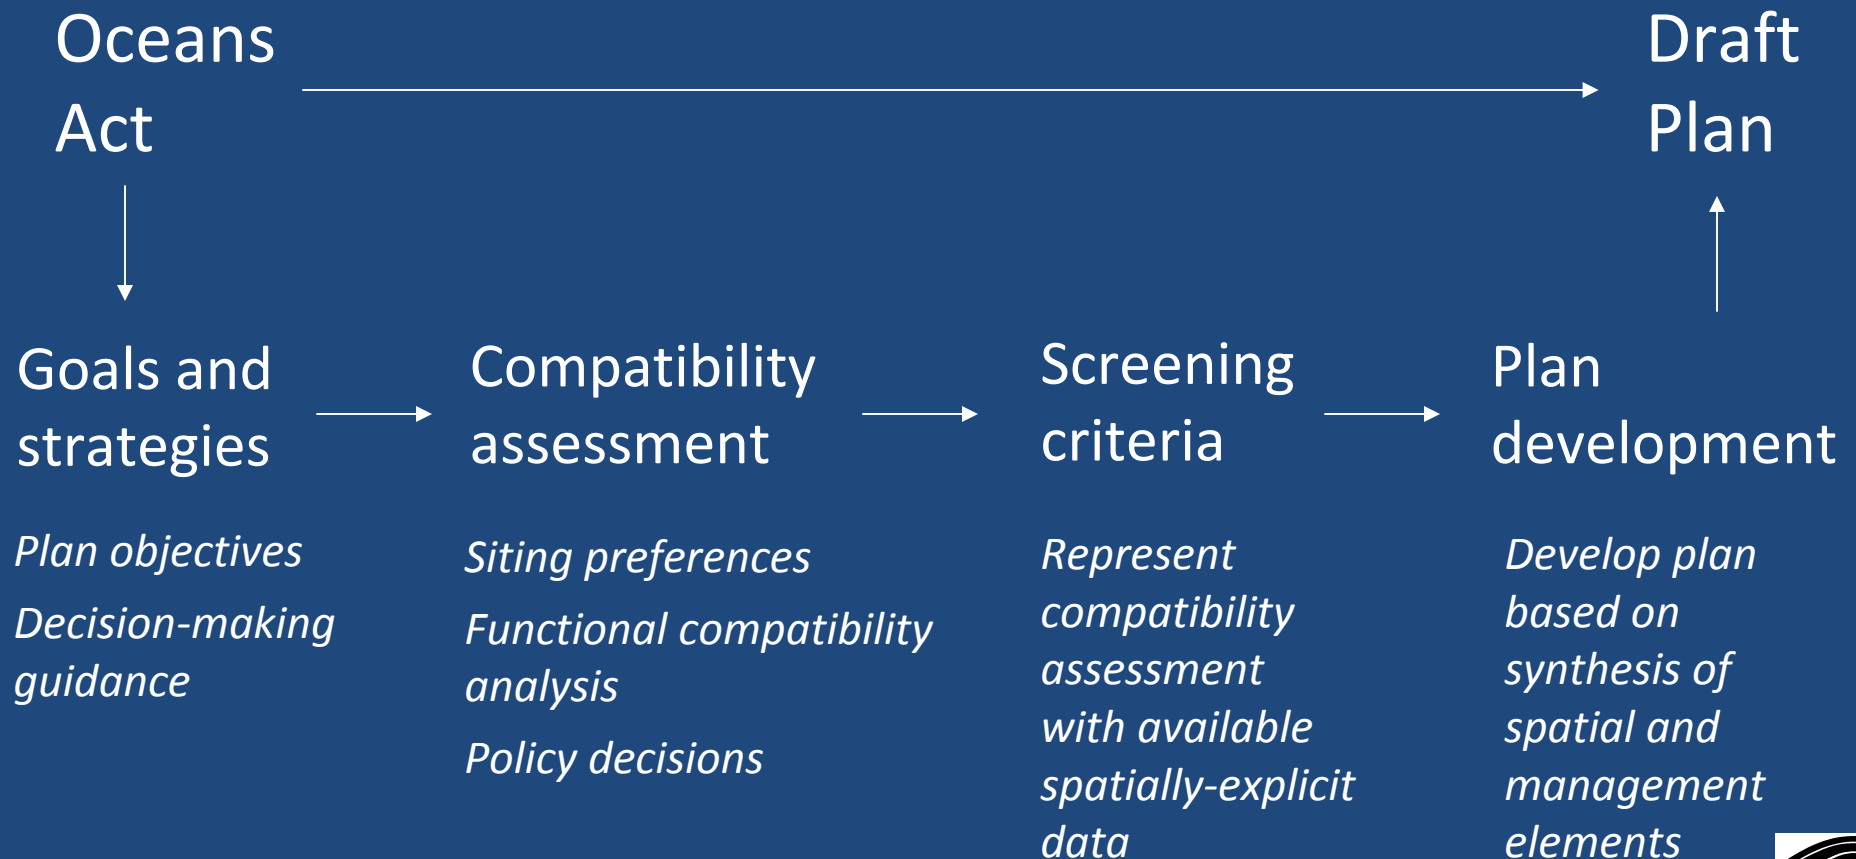 Oceans
Act
Draft
Plan
Goals and
strategies
Compatibility
assessment
Screening
criteria
Plan
development
Plan objectives
Decision-making
guidance
Siting preferences
Functional compatibility
analysis
Policy decisions
Represent
compatibility
assessment
with available
spatially-explicit
data
Develop plan
based on
synthesis of
spatial and
management
elements